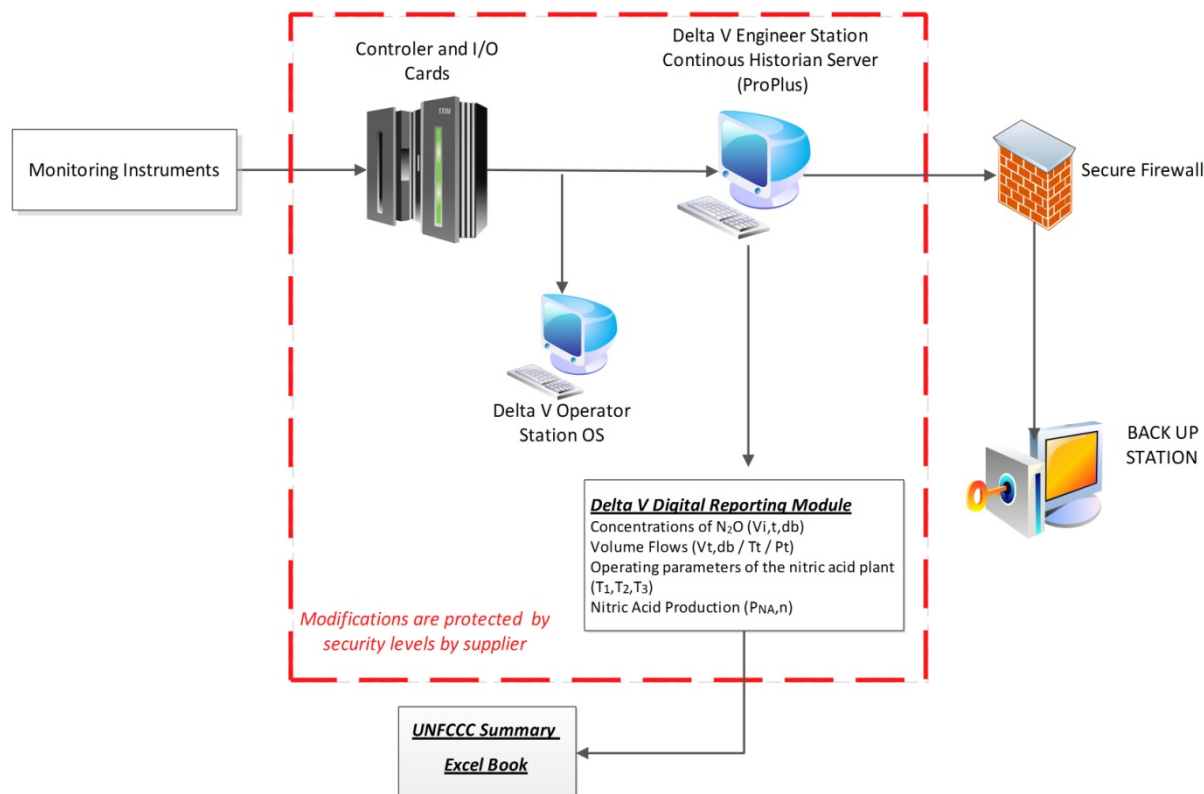 Controler and I/O
Cards
Delta V Engineer Station
Continous Historian Server
(ProPlus)
Monitoring Instruments
Secure Firewall
Delta V Operator
Station OS
BACK UP
STATION
Delta V Digital Reporting Module
Concentrations of N₂O (Vi,t,db)
Volume Flows (Vt,db / Tt / Pt)
Operating parameters of the nitric acid plant
(T₁,T₂,T₃)
Nitric Acid Production (PNA,n)
Modifications are protected by
security levels by supplier
UNFCCC Summary
Excel Book